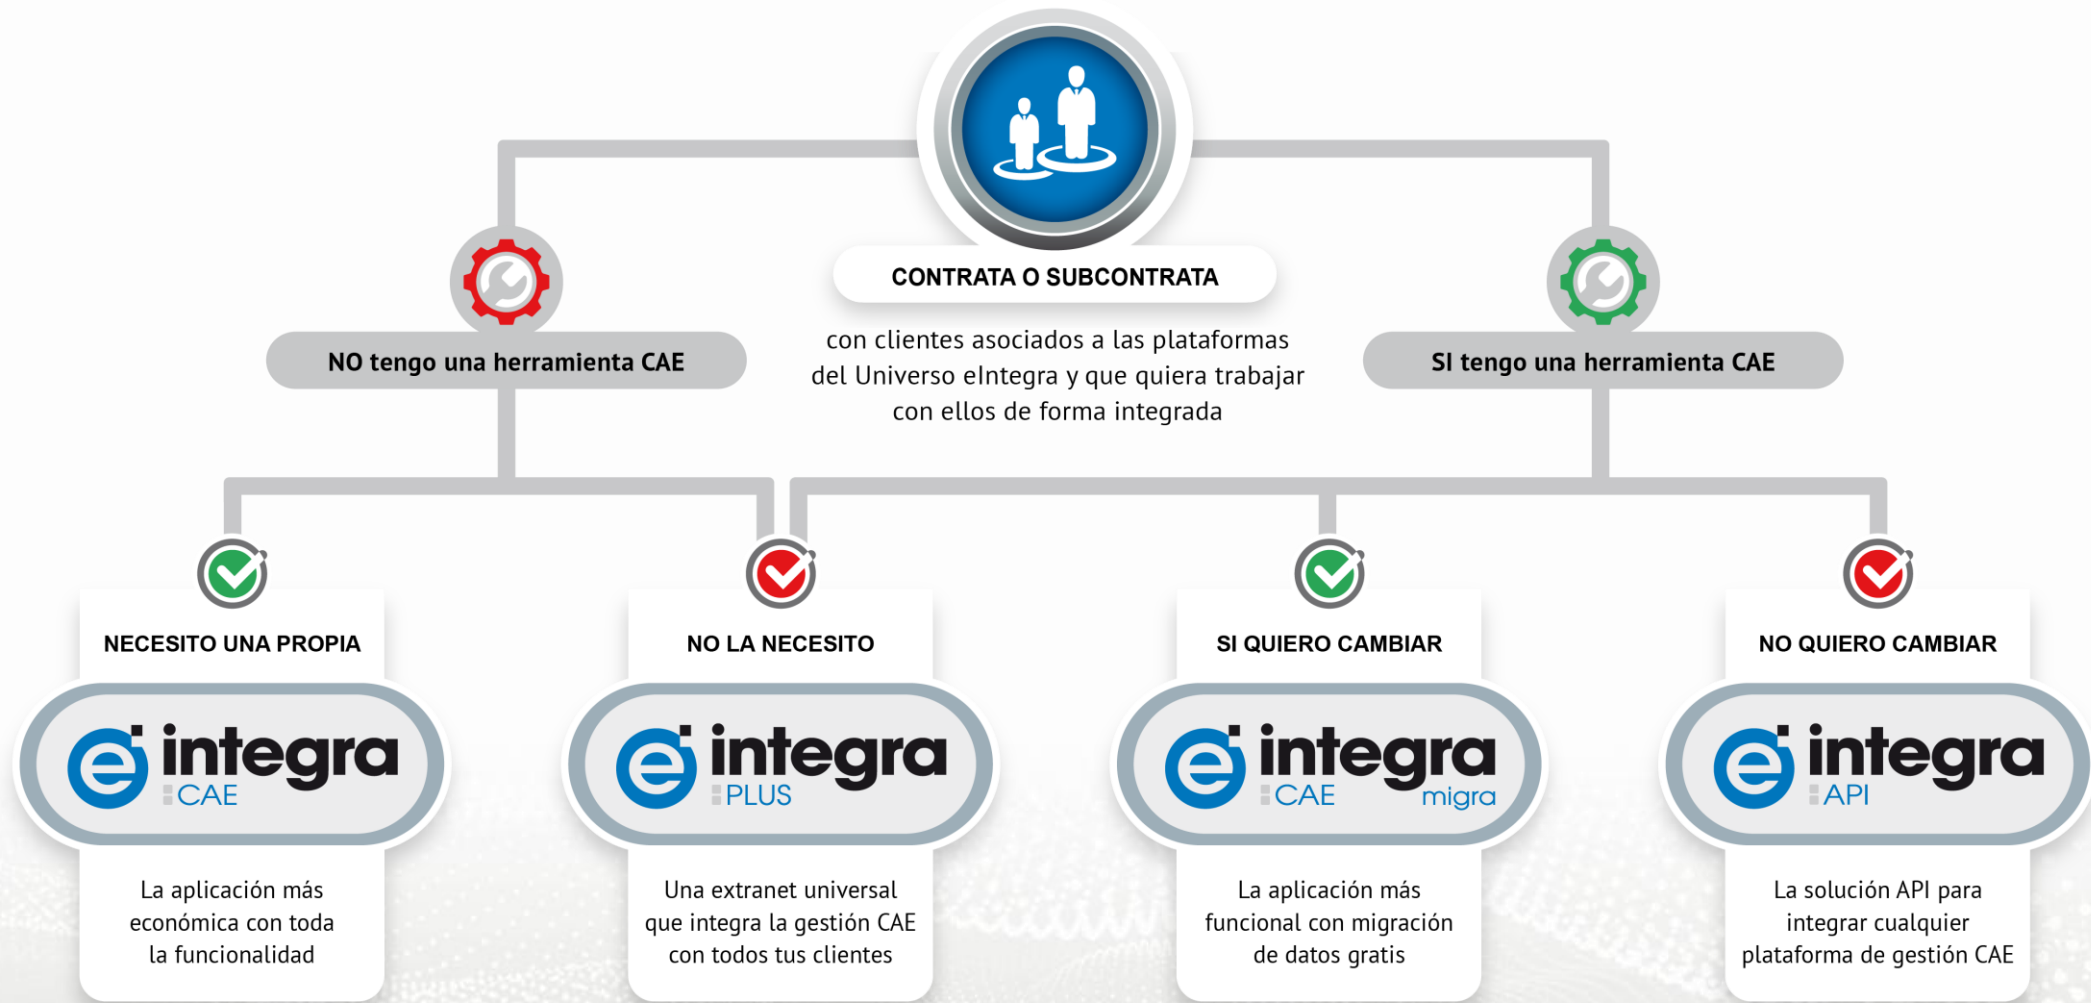 CONTRATA O SUBCONTRATA
con clientes asociados a las plataformas
del Universo eIntegra y que quiera trabajar
con ellos de forma integrada
NO tengo una herramienta CAE
SI tengo una herramienta CAE
NECESITO UNA PROPIA
e integra
CAE
La aplicación más
económica con toda
la funcionalidad
NO LA NECESITO
e integra
PLUS
Una extranet universal
que integra la gestión CAE
con todos tus clientes
SI QUIERO CAMBIAR
e integra
CAE migra
La aplicación más
funcional con migración
de datos gratis
NO QUIERO CAMBIAR
e integra
API
La solución API para
integrar cualquier
plataforma de gestión CAE